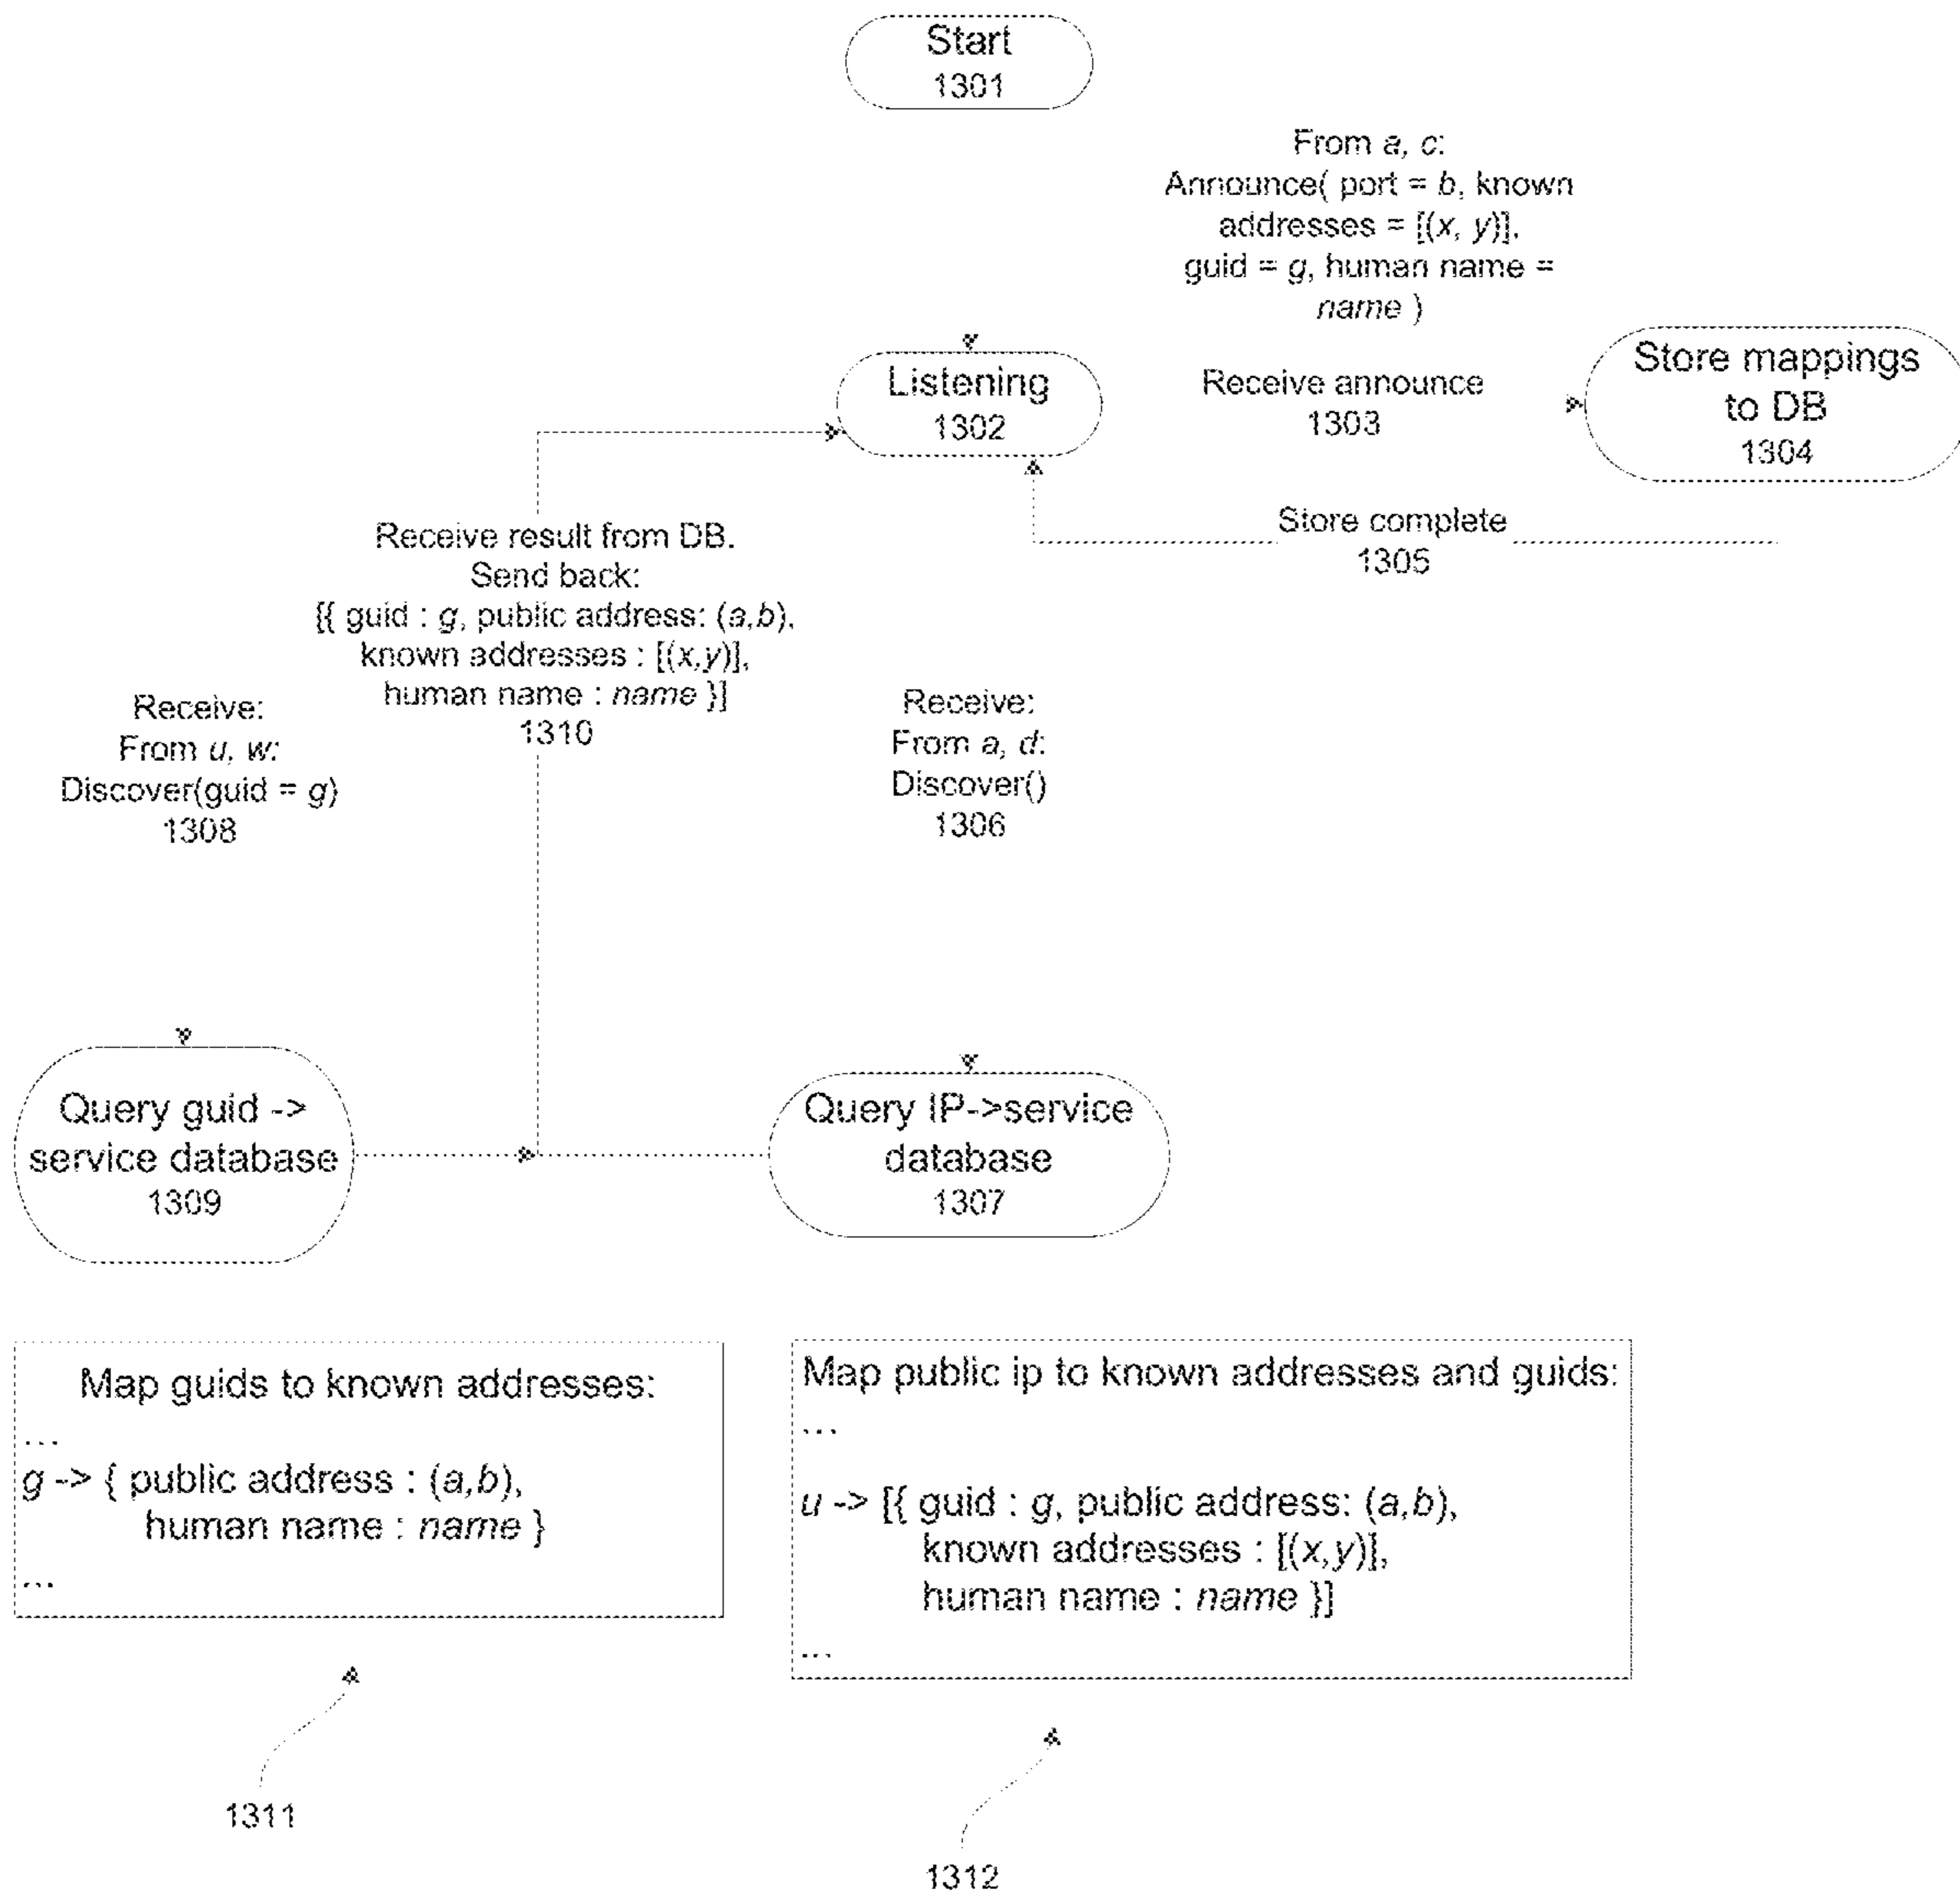 Start
1301
From a, c:
Announce( port = b, known
addresses = [(x, y)],
guid = g, human name =
name )
Listening
1302
Receive announce
1303
Store mappings
to DB
1304
Store complete
1305
Receive result from DB.
Send back:
[{ guid : g, public address: (a,b),
known addresses : [(x,y)],
human name : name }]
1310
Receive:
From u, w:
Discover(guid = g)
1308
Receive:
From a, d:
Discover()
1306
Query guid ->
service database
1309
Query IP->service
database
1307
Map guids to known addresses:
...
g -> { public address : (a,b),
human name : name }
...
1311
Map public ip to known addresses and guids:
...
u -> [{ guid : g, public address: (a,b),
known addresses : [(x,y)],
human name : name }]
...
1312